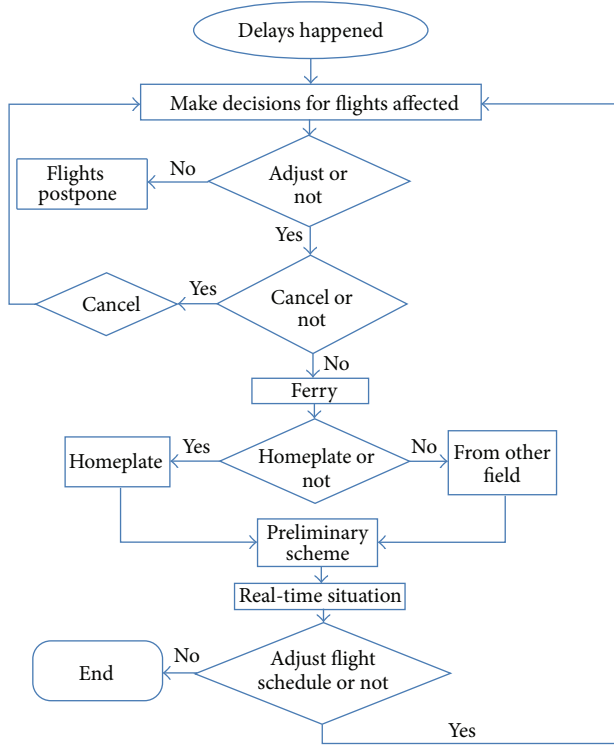 Delays happened
Make decisions for flights affected
Flights
postpone
No
Adjust or
not
Yes
Cancel
Yes
Cancel or
not
No
Ferry
Homeplate
Yes
Homeplate or
not
No
From other
field
Preliminary
scheme
Real-time situation
End
No
Adjust flight
schedule or not
Yes